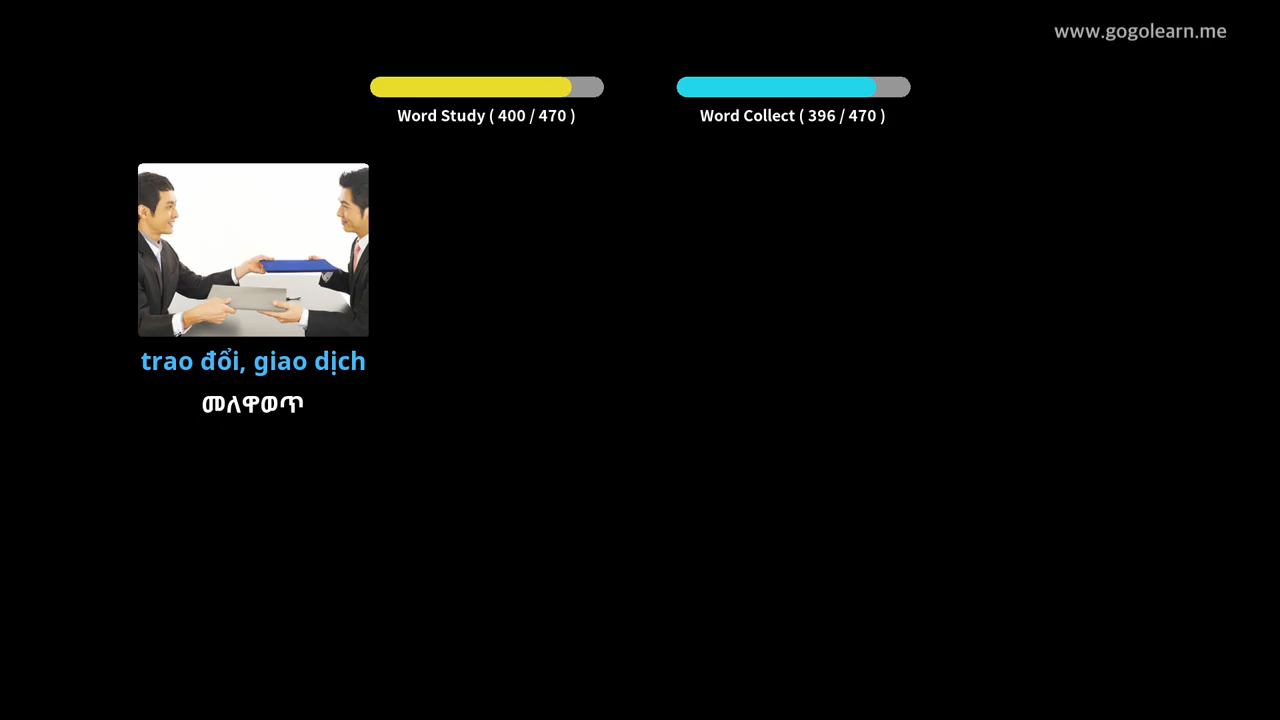 www.gogolearn.me
Word Study ( 400 / 470 )
Word Collect ( 396 / 470 )
trao đổi, giao dịch
መለዋወጥ